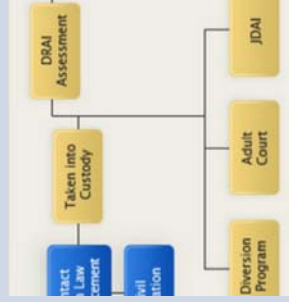 DRAI
Assessment
JDAI
Taken into
Custody
Adult
Court
Diversion
Program